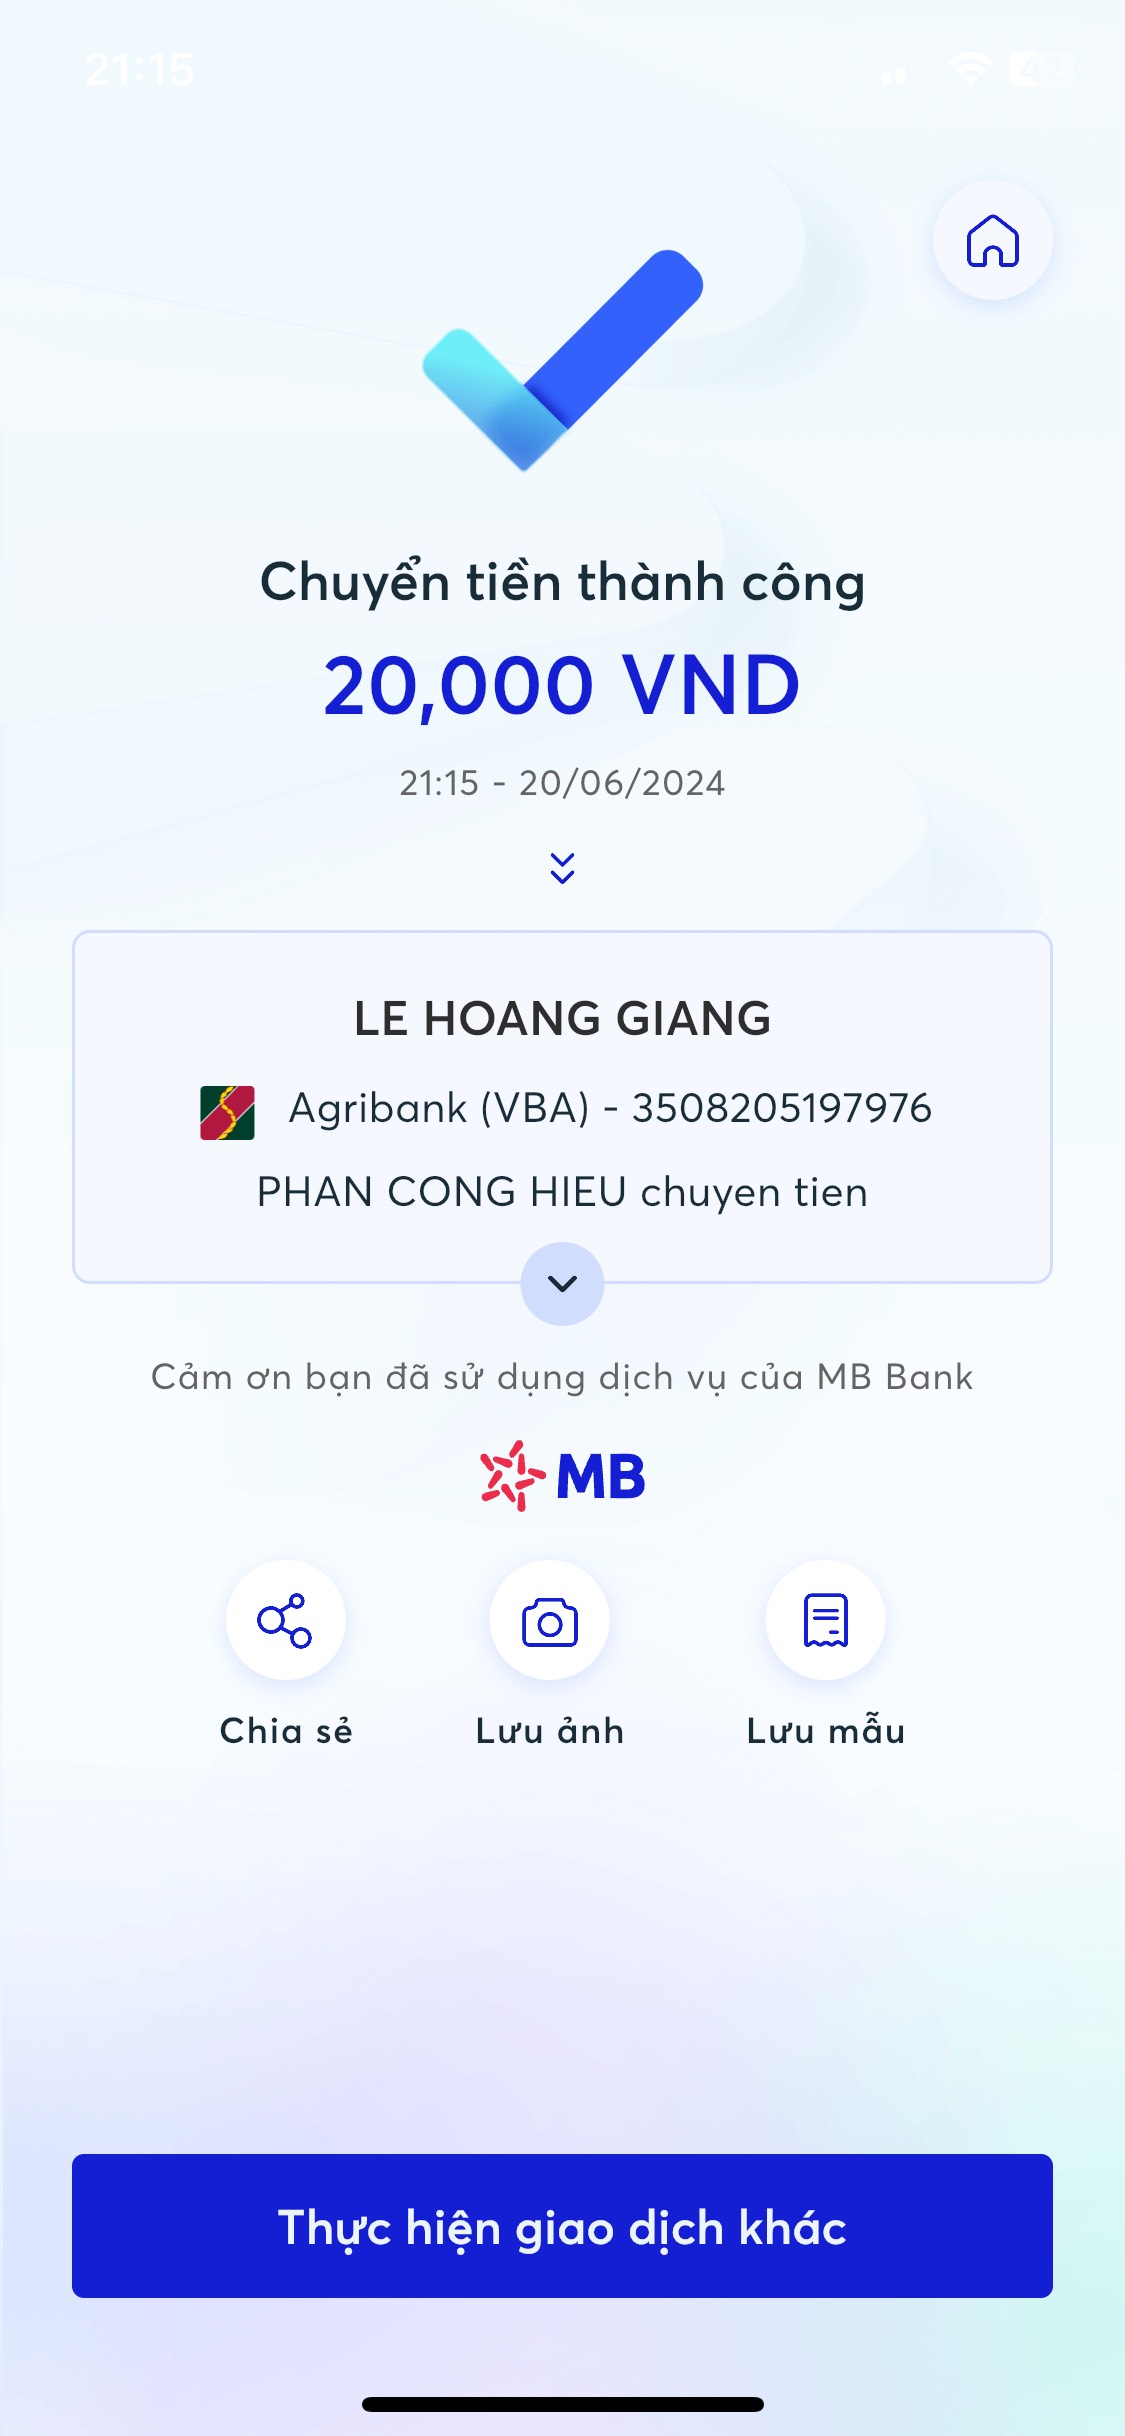 21:15
42
Chuyển tiền thành công
20,000 VND
21:15 - 20/06/2024
LE HOANG GIANG
Agribank (VBA) - 3508205197976
PHAN CONG HIEU chuyen tien
Cảm ơn bạn đã sử dụng dịch vụ của MB Bank
MB
Chia sẻ
Lưu ảnh
Lưu mẫu
Thực hiện giao dịch khác